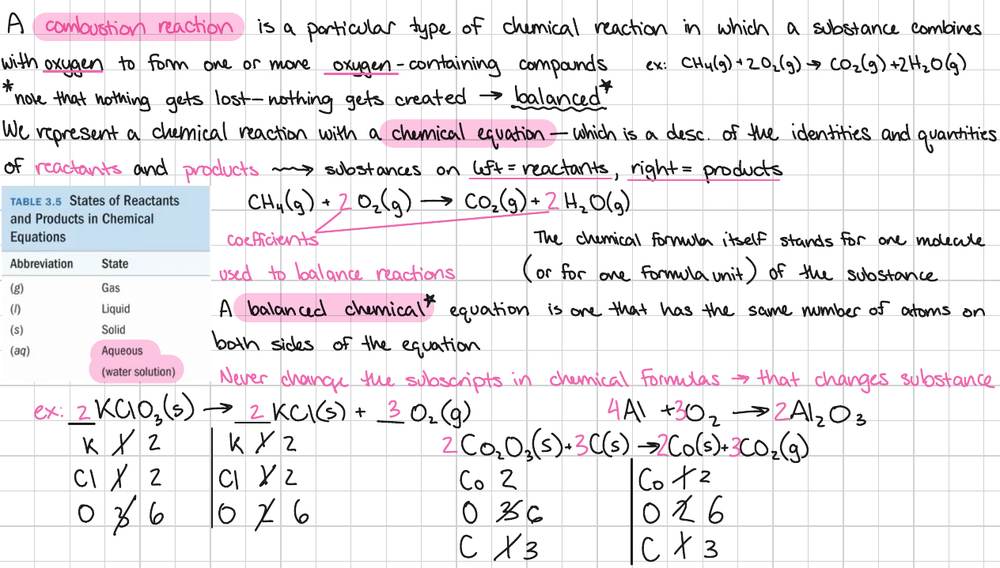 A combustion reaction is a particular type of chemical reaction in which a substance combines
with oxygen to form one or more oxygen-containing compounds ex: CH₄(g)+2O₂(g)→CO₂(g)+2H₂O(g)
*note that nothing gets lost—nothing gets created → balanced*
We represent a chemical reaction with a chemical equation — which is a desc. of the identities and quantities
of reactants and products ⟿ substances on left = reactants, right = products
TABLE 3.5 States of Reactants
and Products in Chemical
Equations
Abbreviation State
(g) Gas
(l) Liquid
(s) Solid
(aq) Aqueous
(water solution)
CH₄(g) + 2 O₂(g) → CO₂(g) + 2 H₂O(g)
coefficients
used to balance reactions
The chemical formula itself stands for one molecule
(or for one formula unit) of the substance
A balanced chemical* equation is one that has the same number of atoms on
both sides of the equation
Never change the subscripts in chemical formulas → that changes substance
ex: 2 KClO₃(s) → 2 KCl(s) + 3 O₂(g)
K 1 2 K 1 2
Cl 1 2 Cl 1 2
O 3 6 O 2 6
4Al + 3O₂ → 2Al₂O₃
2Co₂O₃(s)+3C(s)→2Co(s)+3CO₂(g)
Co 2 Co 1 2
O 3 6 O 2 6
C 1 3 C 1 3